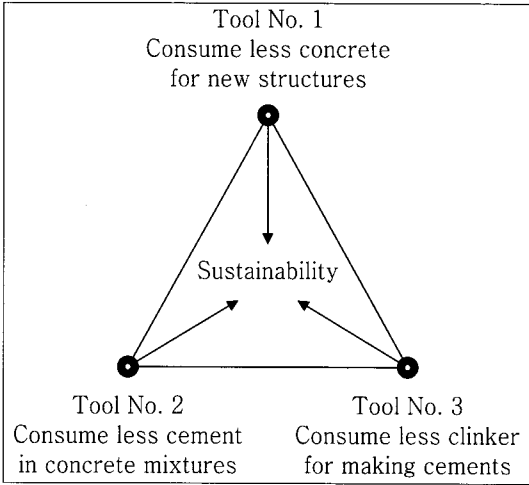 Tool No. 1
Consume less concrete
for new structures
Sustainability
Tool No. 2
Consume less cement
in concrete mixtures
Tool No. 3
Consume less clinker
for making cements